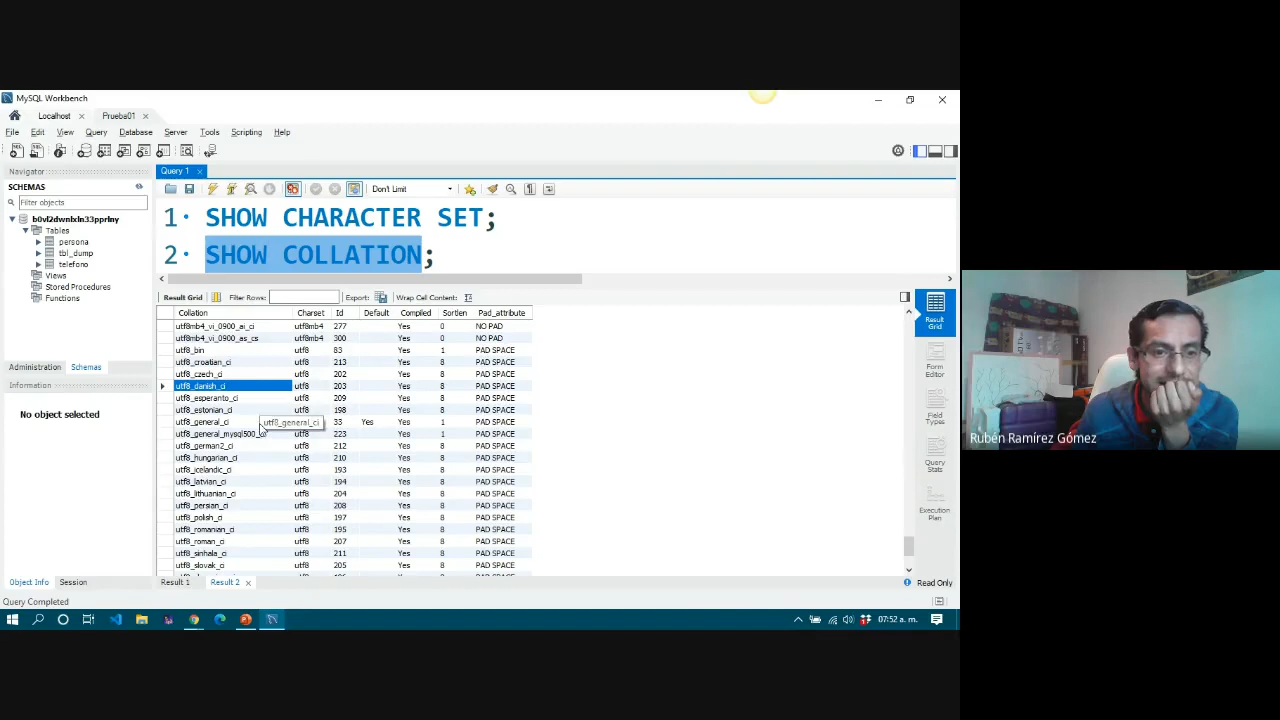 MySQL Workbench
Localhost Prueba01
File Edit View Query Database Server Tools Scripting Help
Navigator
Query 1
SCHEMAS
Don't Limit
Filter objects
b0vl2dwnlxln33pprlny
Tables
persona
tbl_dump
telefono
Views
Stored Procedures
Functions
1 SHOW CHARACTER SET;
2 SHOW COLLATION;
Result Grid Filter Rows: Export: Wrap Cell Content:
Collation Charset Id Default Compiled Sortlen Pad_attribute
utf8mb4_vi_0900_ai_ci utf8mb4 277 Yes 0 NO PAD
utf8mb4_vi_0900_as_cs utf8mb4 300 Yes 0 NO PAD
utf8_bin utf8 83 Yes 1 PAD SPACE
utf8_croatian_ci utf8 213 Yes 8 PAD SPACE
utf8_czech_ci utf8 202 Yes 8 PAD SPACE
utf8_danish_ci utf8 203 Yes 8 PAD SPACE
utf8_esperanto_ci utf8 209 Yes 8 PAD SPACE
utf8_estonian_ci utf8 198 Yes 8 PAD SPACE
utf8_general_ci utf8_general_ci 33 Yes Yes 1 PAD SPACE
utf8_general_mysql500_ci utf8 223 Yes 1 PAD SPACE
utf8_german2_ci utf8 212 Yes 8 PAD SPACE
utf8_hungarian_ci utf8 210 Yes 8 PAD SPACE
utf8_icelandic_ci utf8 193 Yes 8 PAD SPACE
utf8_latvian_ci utf8 194 Yes 8 PAD SPACE
utf8_lithuanian_ci utf8 204 Yes 8 PAD SPACE
utf8_persian_ci utf8 208 Yes 8 PAD SPACE
utf8_polish_ci utf8 197 Yes 8 PAD SPACE
utf8_romanian_ci utf8 195 Yes 8 PAD SPACE
utf8_roman_ci utf8 207 Yes 8 PAD SPACE
utf8_sinhala_ci utf8 211 Yes 8 PAD SPACE
utf8_slovak_ci utf8 205 Yes 8 PAD SPACE
Result Grid
Form Editor
Field Types
Query Stats
Execution Plan
Administration Schemas
Information
No object selected
Object Info Session
Result 1 Result 2
Read Only
Query Completed
07:52 a. m.
Rubén Ramírez Gómez